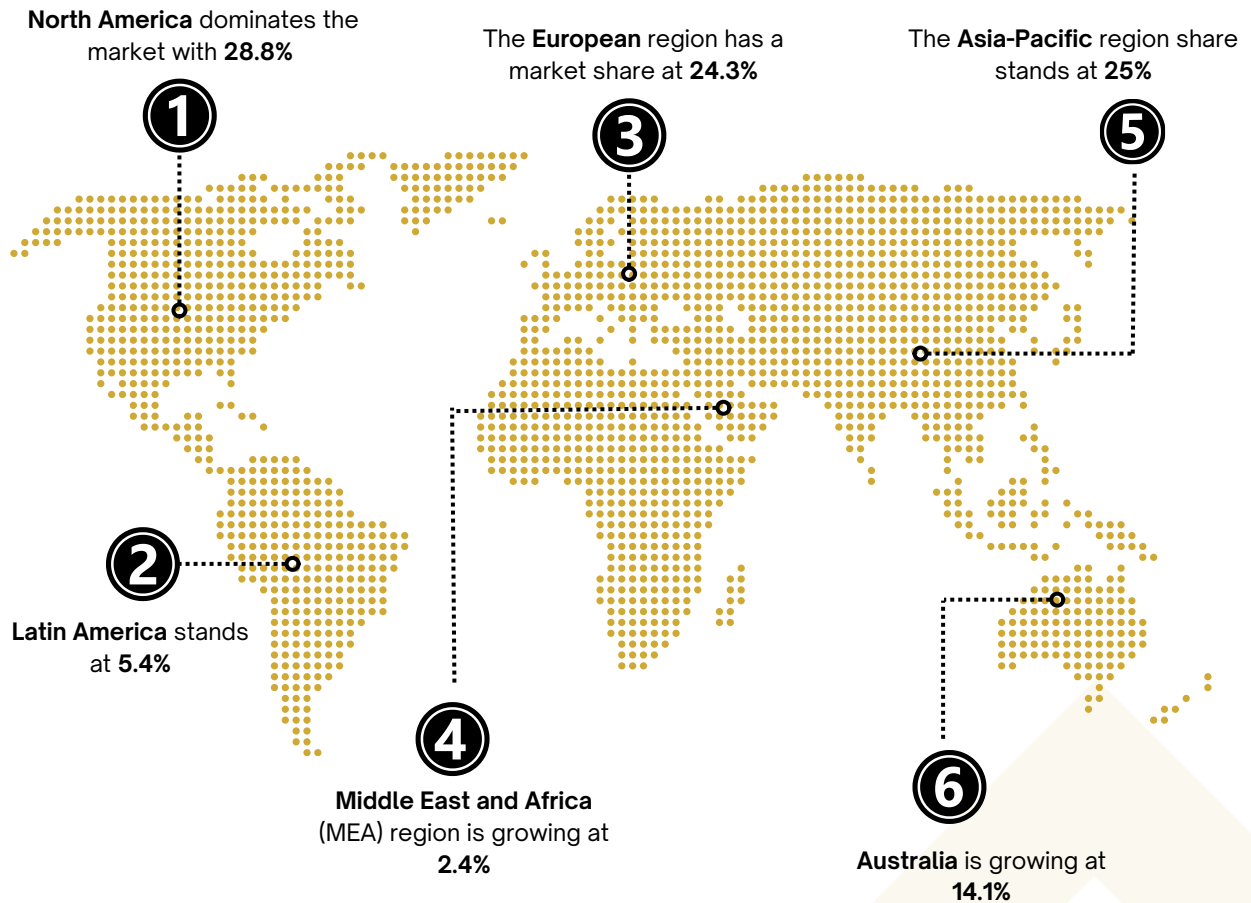 North America dominates the
market with 28.8%
1
The European region has a
market share at 24.3%
3
The Asia-Pacific region share
stands at 25%
5
2
Latin America stands
at 5.4%
4
Middle East and Africa
(MEA) region is growing at
2.4%
6
Australia is growing at
14.1%